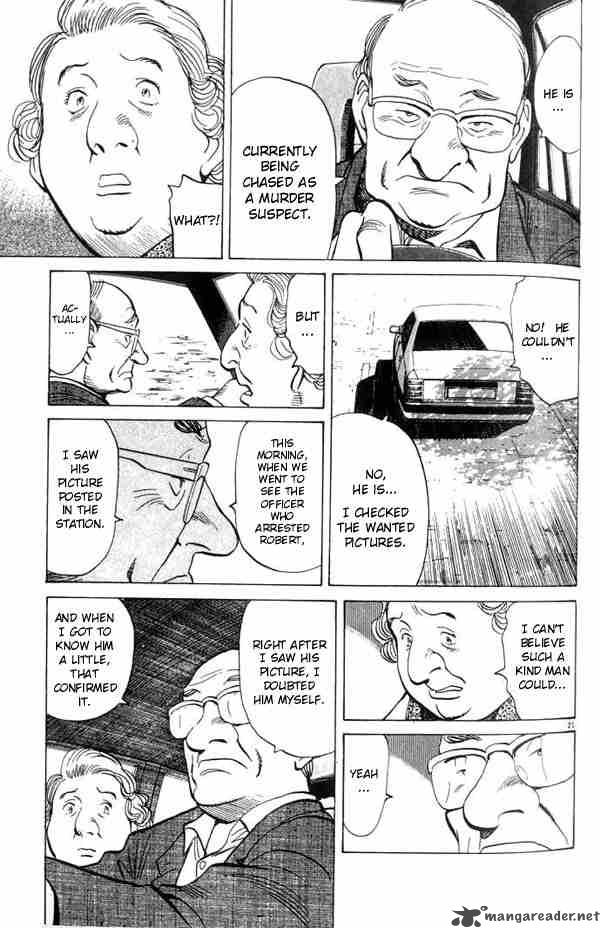 HE IS
...
CURRENTLY
BEING
CHASED AS
A MURDER
SUSPECT.
WHAT?!
NO! HE
COULDN'T
...
NO,
HE IS...
I CHECKED
THE WANTED
PICTURES.
BUT
...
AC-
TUALLY
...
THIS
MORNING,
WHEN WE
WENT TO
SEE THE
OFFICER
WHO
ARRESTED
ROBERT,
I SAW
HIS
PICTURE
POSTED
IN THE
STATION.
I CAN'T
BELIEVE
SUCH A
KIND MAN
COULD...
21
YEAH
...
RIGHT AFTER
I SAW HIS
PICTURE, I
DOUBTED
HIM MYSELF.
AND WHEN
I GOT TO
KNOW HIM
A LITTLE,
THAT
CONFIRMED
IT.
mangareader.net